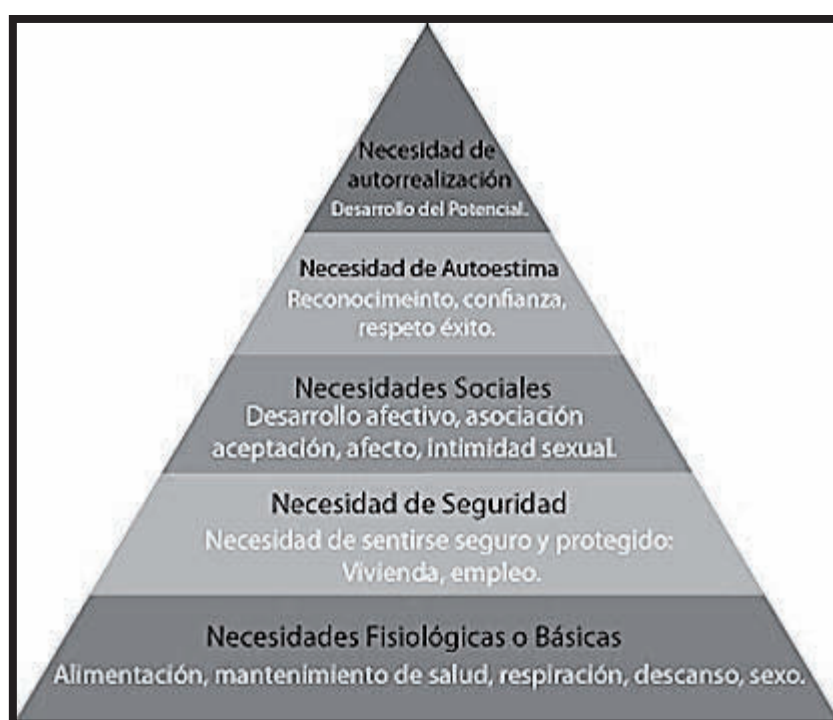 Necesidad de
autorrealización
Desarrollo del Potencial.
Necesidad de Autoestima
Reconocimeinto, confianza,
respeto éxito.
Necesidades Sociales
Desarrollo afectivo, asociación
aceptación, afecto, intimidad sexual.
Necesidad de Seguridad
Necesidad de sentirse seguro y protegido:
Vivienda, empleo.
Necesidades Fisiológicas o Básicas
Alimentación, mantenimiento de salud, respiración, descanso, sexo.